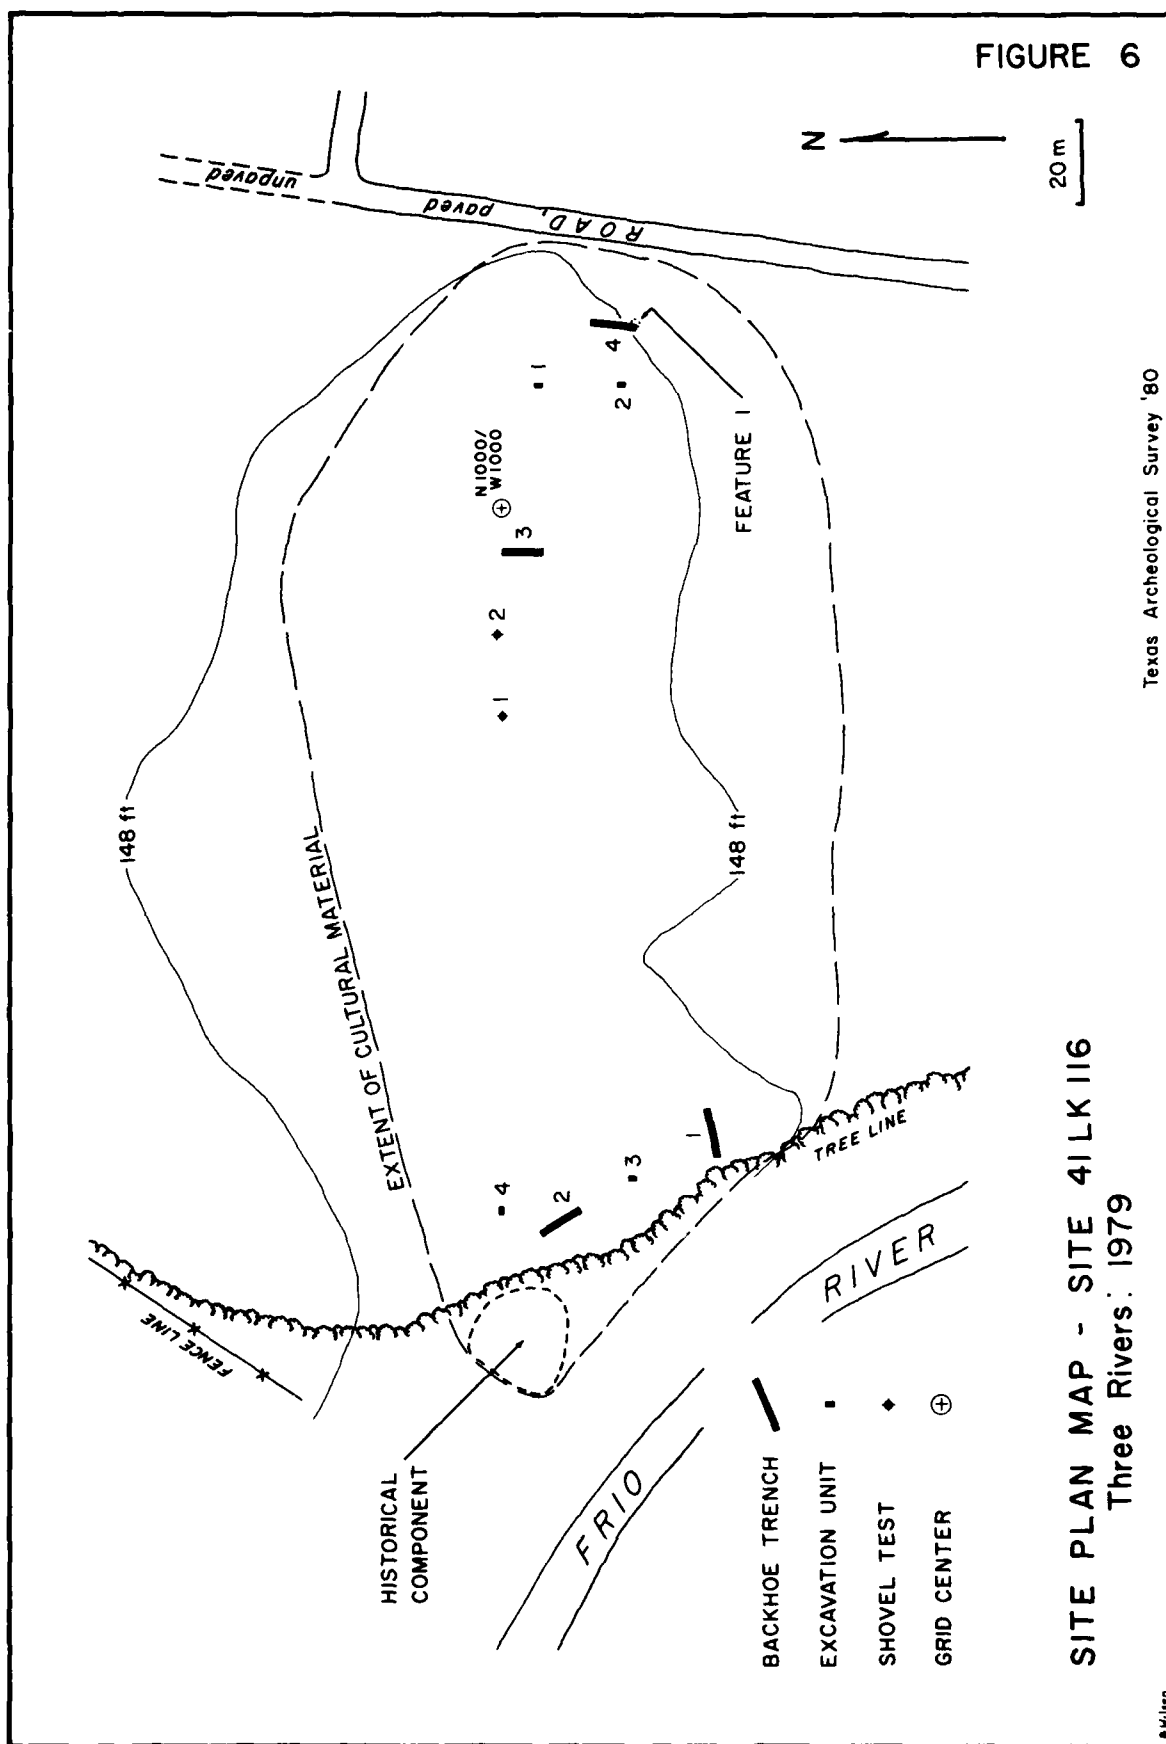 FIGURE 6
unpaved
paved
ROAD
N
20 m
148 ft
EXTENT OF CULTURAL MATERIAL
N1000/
W1000
1
2
3
4
1
2
FEATURE 1
148 ft
FENCE LINE
4
2
3
1
TREE LINE
HISTORICAL
COMPONENT
FRIO RIVER
BACKHOE TRENCH
EXCAVATION UNIT
SHOVEL TEST
GRID CENTER
SITE PLAN MAP - SITE 41 LK 116
Three Rivers: 1979
Texas Archeological Survey '80